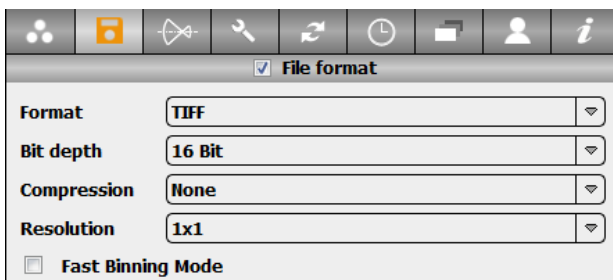 File format
Format TIFF
Bit depth 16 Bit
Compression None
Resolution 1x1
Fast Binning Mode